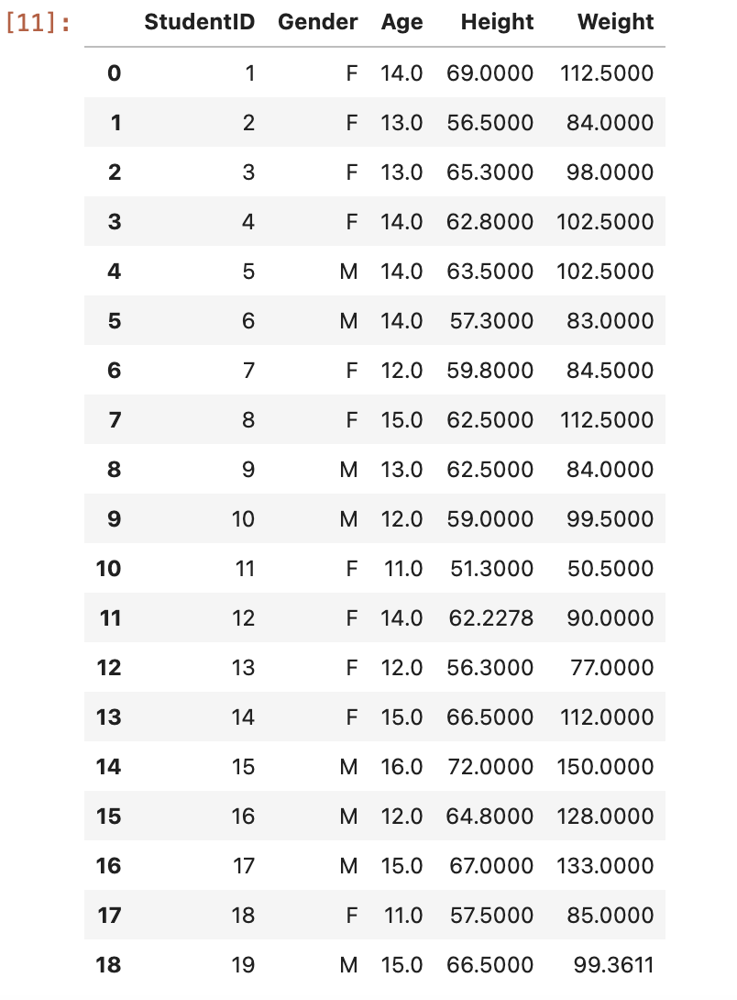 [11]: StudentID Gender Age Height Weight
0 1 F 14.0 69.0000 112.5000
1 2 F 13.0 56.5000 84.0000
2 3 F 13.0 65.3000 98.0000
3 4 F 14.0 62.8000 102.5000
4 5 M 14.0 63.5000 102.5000
5 6 M 14.0 57.3000 83.0000
6 7 F 12.0 59.8000 84.5000
7 8 F 15.0 62.5000 112.5000
8 9 M 13.0 62.5000 84.0000
9 10 M 12.0 59.0000 99.5000
10 11 F 11.0 51.3000 50.5000
11 12 F 14.0 62.2278 90.0000
12 13 F 12.0 56.3000 77.0000
13 14 F 15.0 66.5000 112.0000
14 15 M 16.0 72.0000 150.0000
15 16 M 12.0 64.8000 128.0000
16 17 M 15.0 67.0000 133.0000
17 18 F 11.0 57.5000 85.0000
18 19 M 15.0 66.5000 99.3611